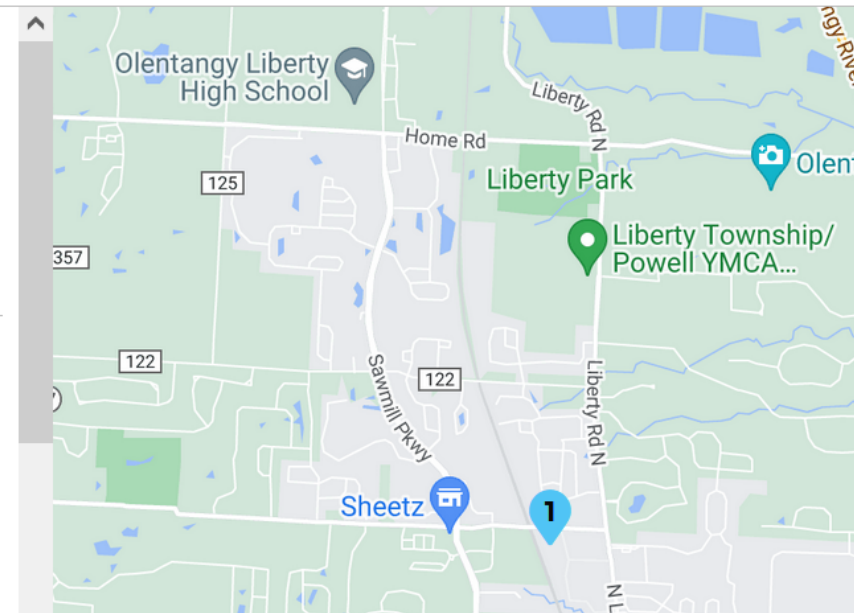 Olentangy Liberty
High School
Liberty Rd N
Home Rd
125
Liberty Park
Olent
357
Liberty Township/
Powell YMCA...
122
122
Sawmill Pkwy
Liberty Rd N
Sheetz
1
N L